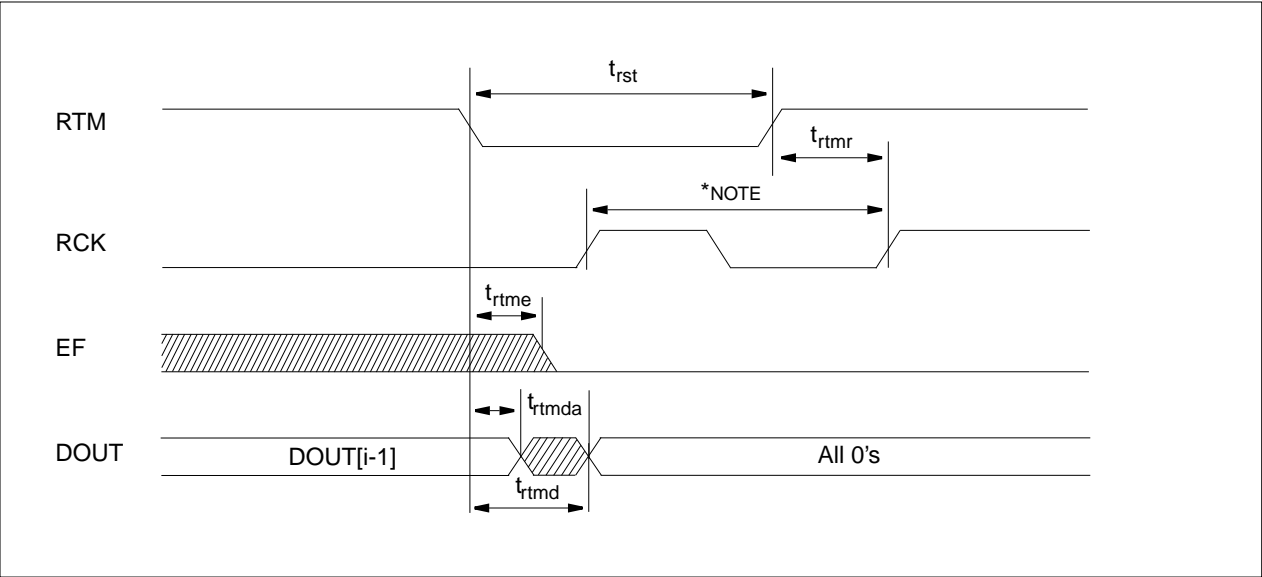 t_rst
RTM
t_rtmr
*NOTE
RCK
t_rtme
EF
t_rtmda
DOUT
DOUT[i-1]
All 0's
t_rtmd